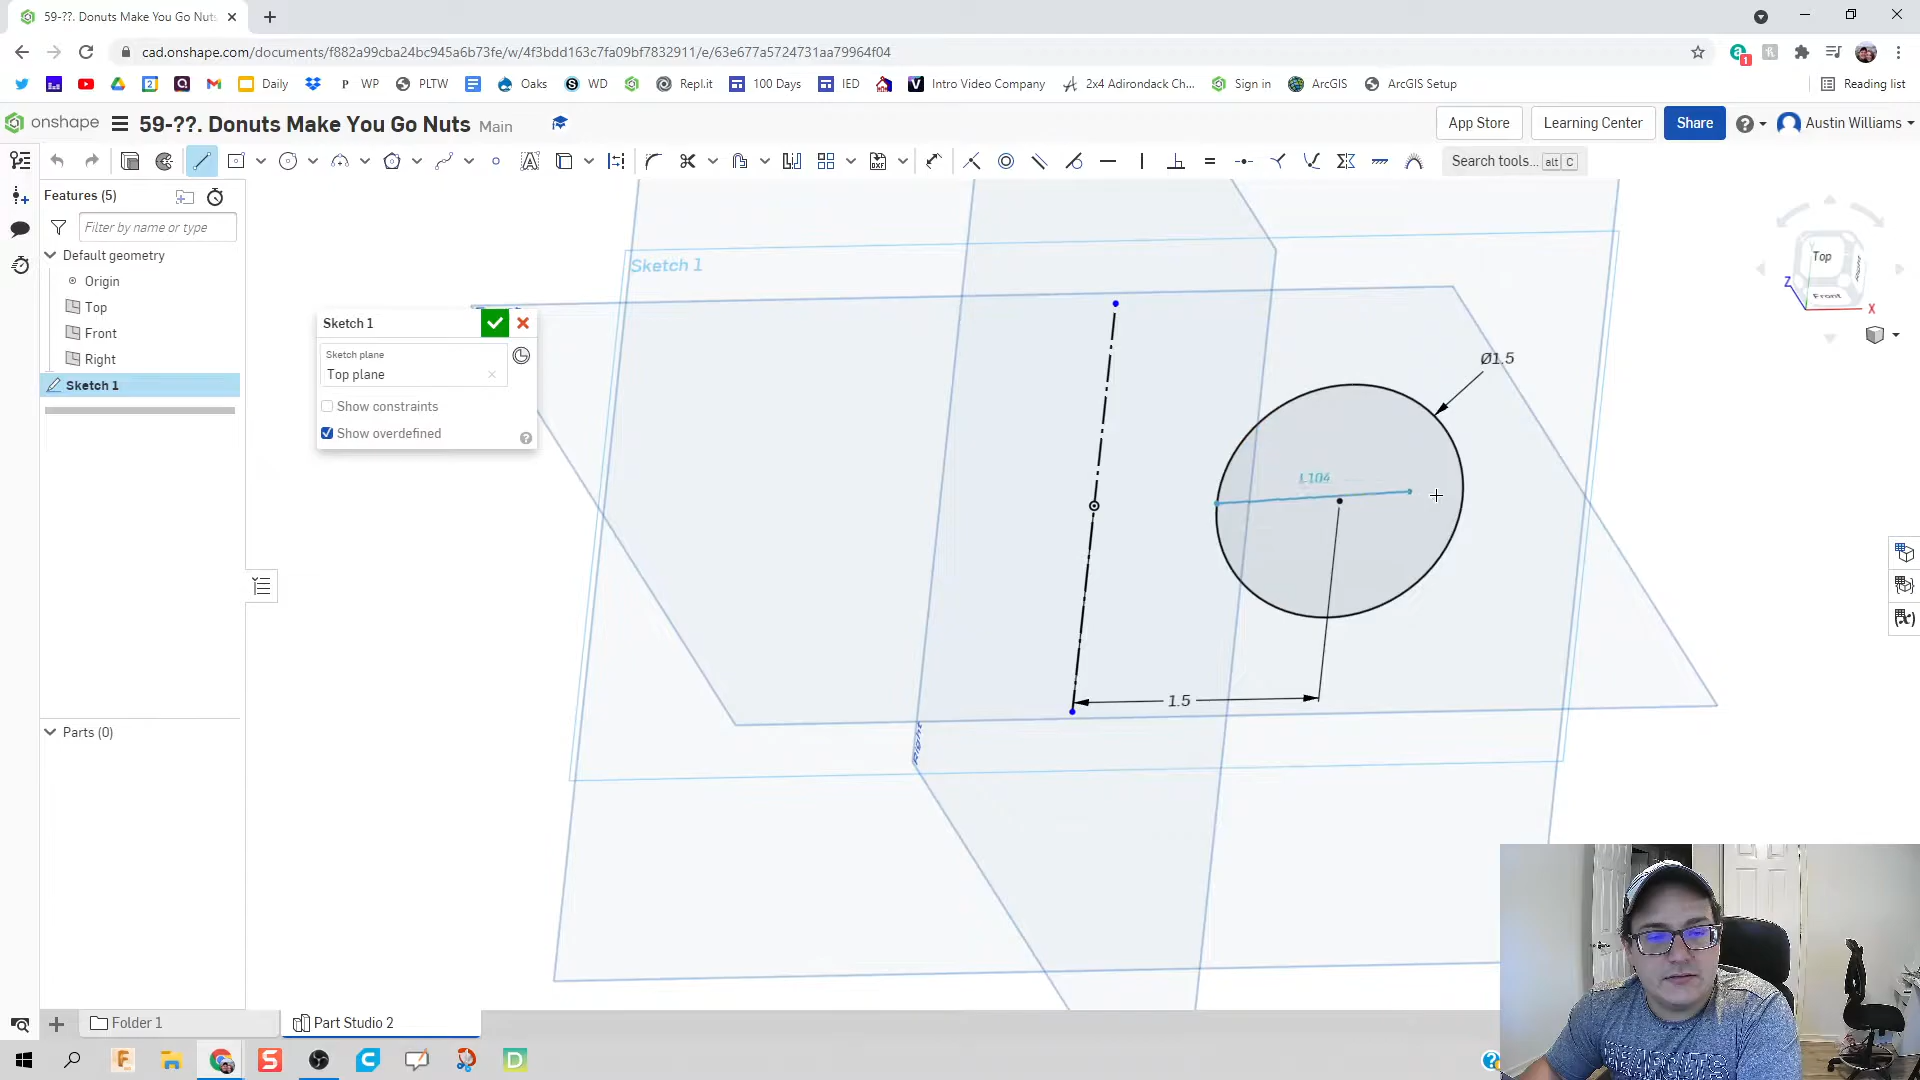 59-??. Donuts Make You Go Nuts
cad.onshape.com/documents/f882a99cba24bc945a6b73fe/w/4f3bdd163c7fa09bf7832911/e/63e677a5724731aa79964f04
Daily
WP
PLTW
Oaks
WD
Repl.it
100 Days
IED
Intro Video Company
2x4 Adirondack Ch...
Sign in
ArcGIS
ArcGIS Setup
Reading list
onshape
59-??. Donuts Make You Go Nuts Main
App Store
Learning Center
Share
Austin Williams
Search tools... alt C
Features (5)
Filter by name or type
Default geometry
Origin
Top
Front
Right
Sketch 1
Parts (0)
Sketch 1
Sketch plane
Top plane
Show constraints
Show overdefined
Sketch 1
Ø1.5
1.5
Right
Top
Right
Front
Y
Z
X
Folder 1
Part Studio 2